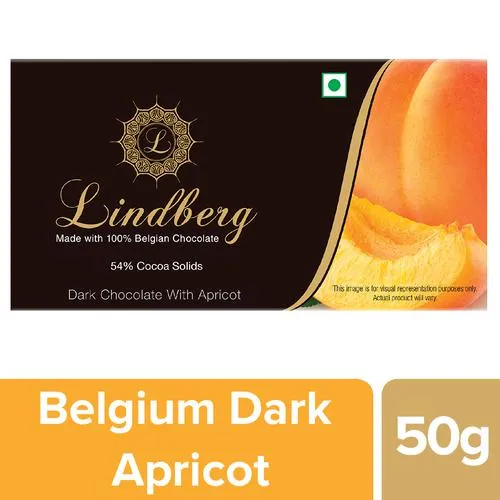 L
Lindberg
Made with 100% Belgian Chocolate
54% Cocoa Solids
Dark Chocolate With Apricot
This image is for visual representation purposes only.
Actual product will vary.
Belgium Dark
Apricot
50g